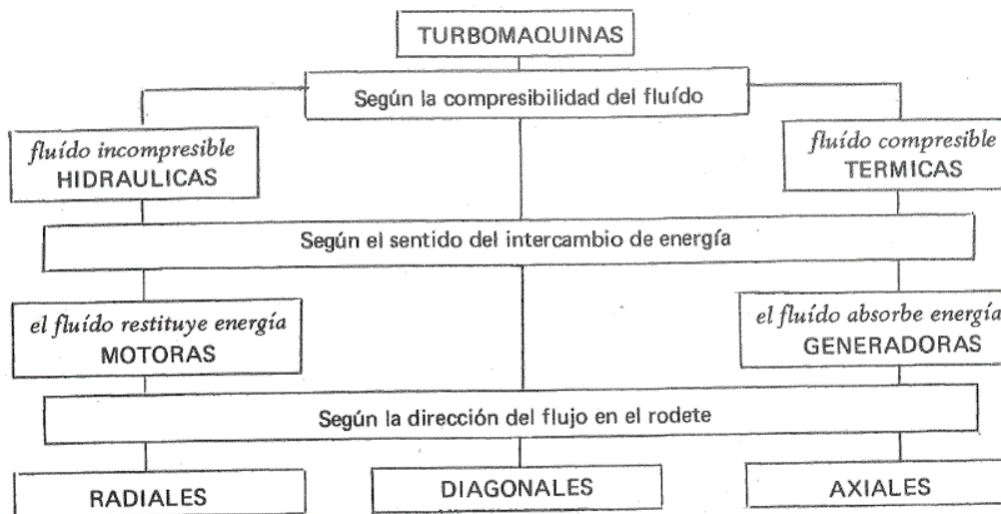 TURBOMAQUINAS
Según la compresibilidad del fluído
fluído incompresible
HIDRAULICAS
fluído compresible
TERMICAS
Según el sentido del intercambio de energía
el fluído restituye energía
MOTORAS
el fluído absorbe energía
GENERADORAS
Según la dirección del flujo en el rodete
RADIALES
DIAGONALES
AXIALES